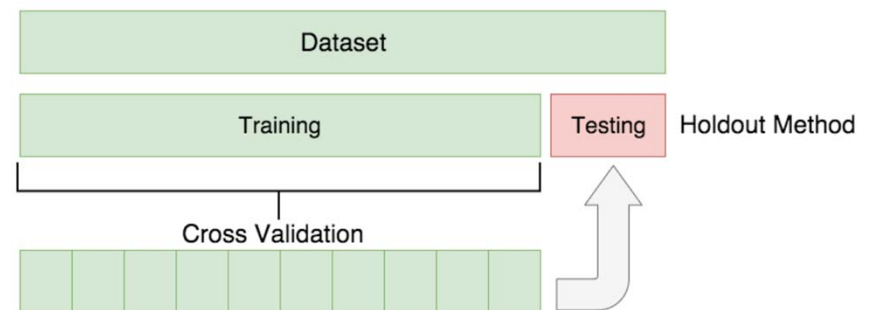 Dataset
Training
Testing
Holdout Method
Cross Validation